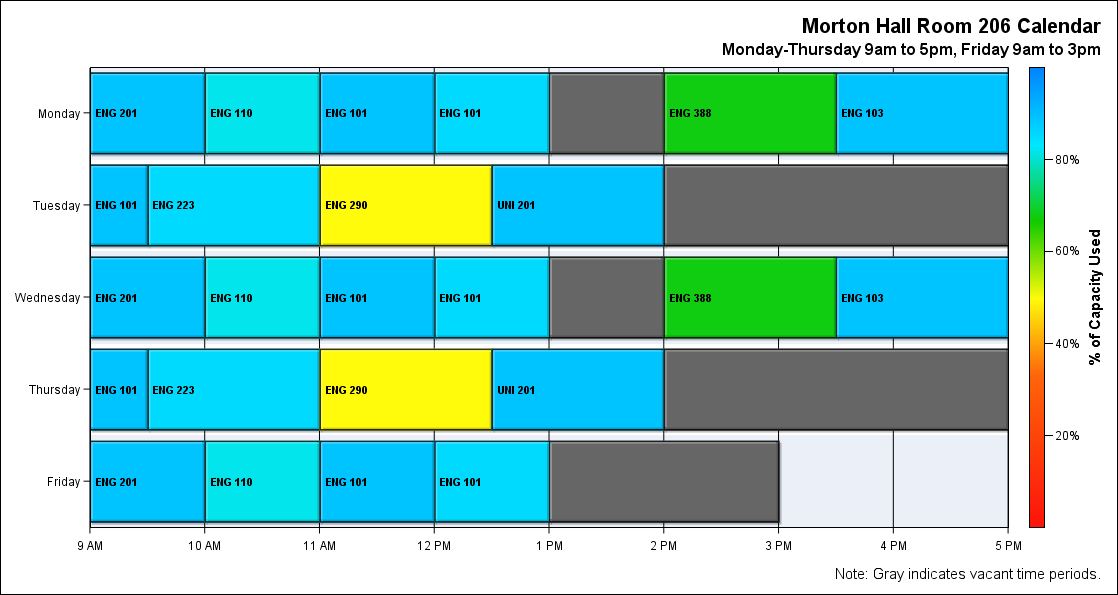 Morton Hall Room 206 Calendar
Monday-Thursday 9am to 5pm, Friday 9am to 3pm
Monday
ENG 201
ENG 110
ENG 101
ENG 101
ENG 388
ENG 103
Tuesday
ENG 101
ENG 223
ENG 290
UNI 201
Wednesday
ENG 201
ENG 110
ENG 101
ENG 101
ENG 388
ENG 103
Thursday
ENG 101
ENG 223
ENG 290
UNI 201
Friday
ENG 201
ENG 110
ENG 101
ENG 101
9 AM
10 AM
11 AM
12 PM
1 PM
2 PM
3 PM
4 PM
5 PM
80%
60%
40%
20%
% of Capacity Used
Note: Gray indicates vacant time periods.